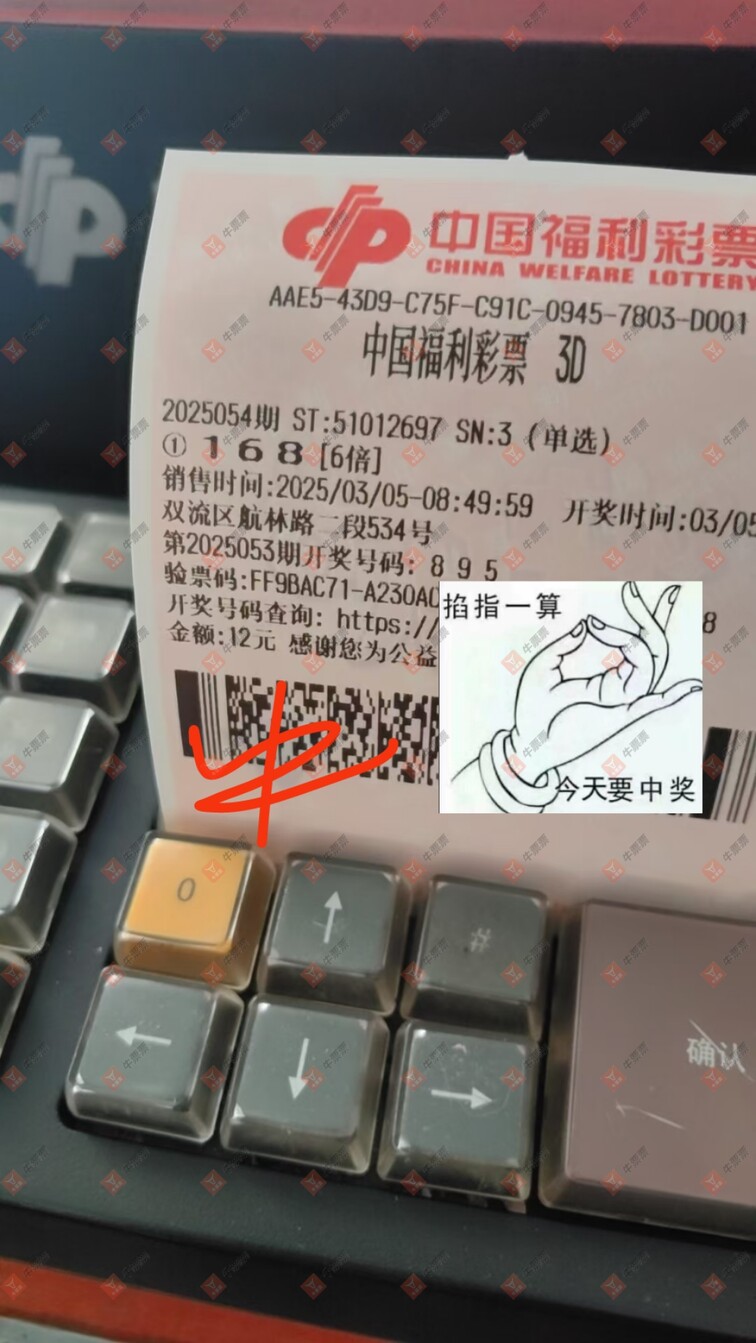 中国福利彩票
CHINA WELFARE LOTTERY
AAE5-43D9-C75F-C91C-0945-7803-D001
中国福利彩票 3D
2025054期 ST:51012697 SN:3 (单选)
① 1 6 8 [6倍]
销售时间:2025/03/05-08:49:59 开奖时间:03/05
双流区航林路二段534号
第2025053期开奖号码: 8 9 5
验票码:FF9BAC71-A230AC
开奖号码查询: https:// 8
金额:12元 感谢您为公益
掐指一算
今天要中奖
中
0
↑
#
←
↓
→
确认
牛票票